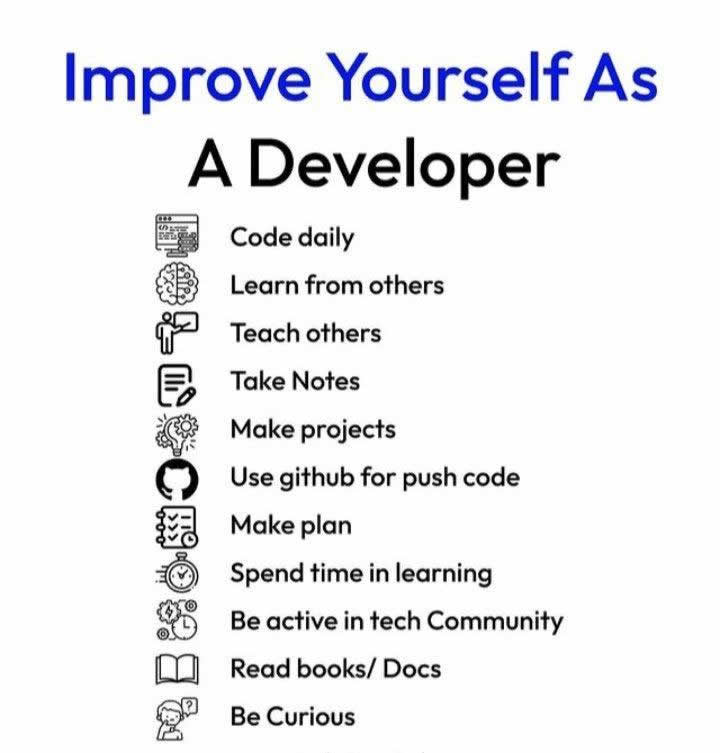 Improve Yourself As
A Developer
Code daily
Learn from others
Teach others
Take Notes
Make projects
Use github for push code
Make plan
Spend time in learning
Be active in tech Community
Read books/ Docs
Be Curious